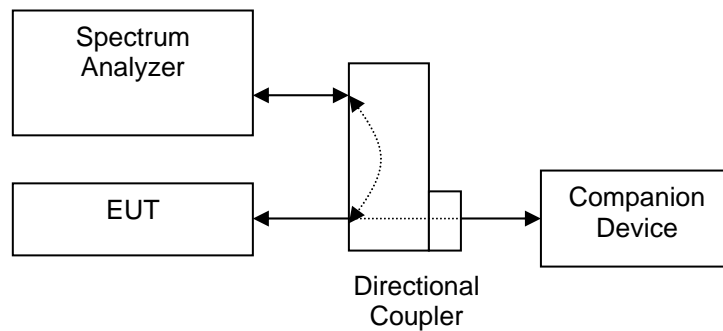 Spectrum
Analyzer
EUT
Companion
Device
Directional
Coupler